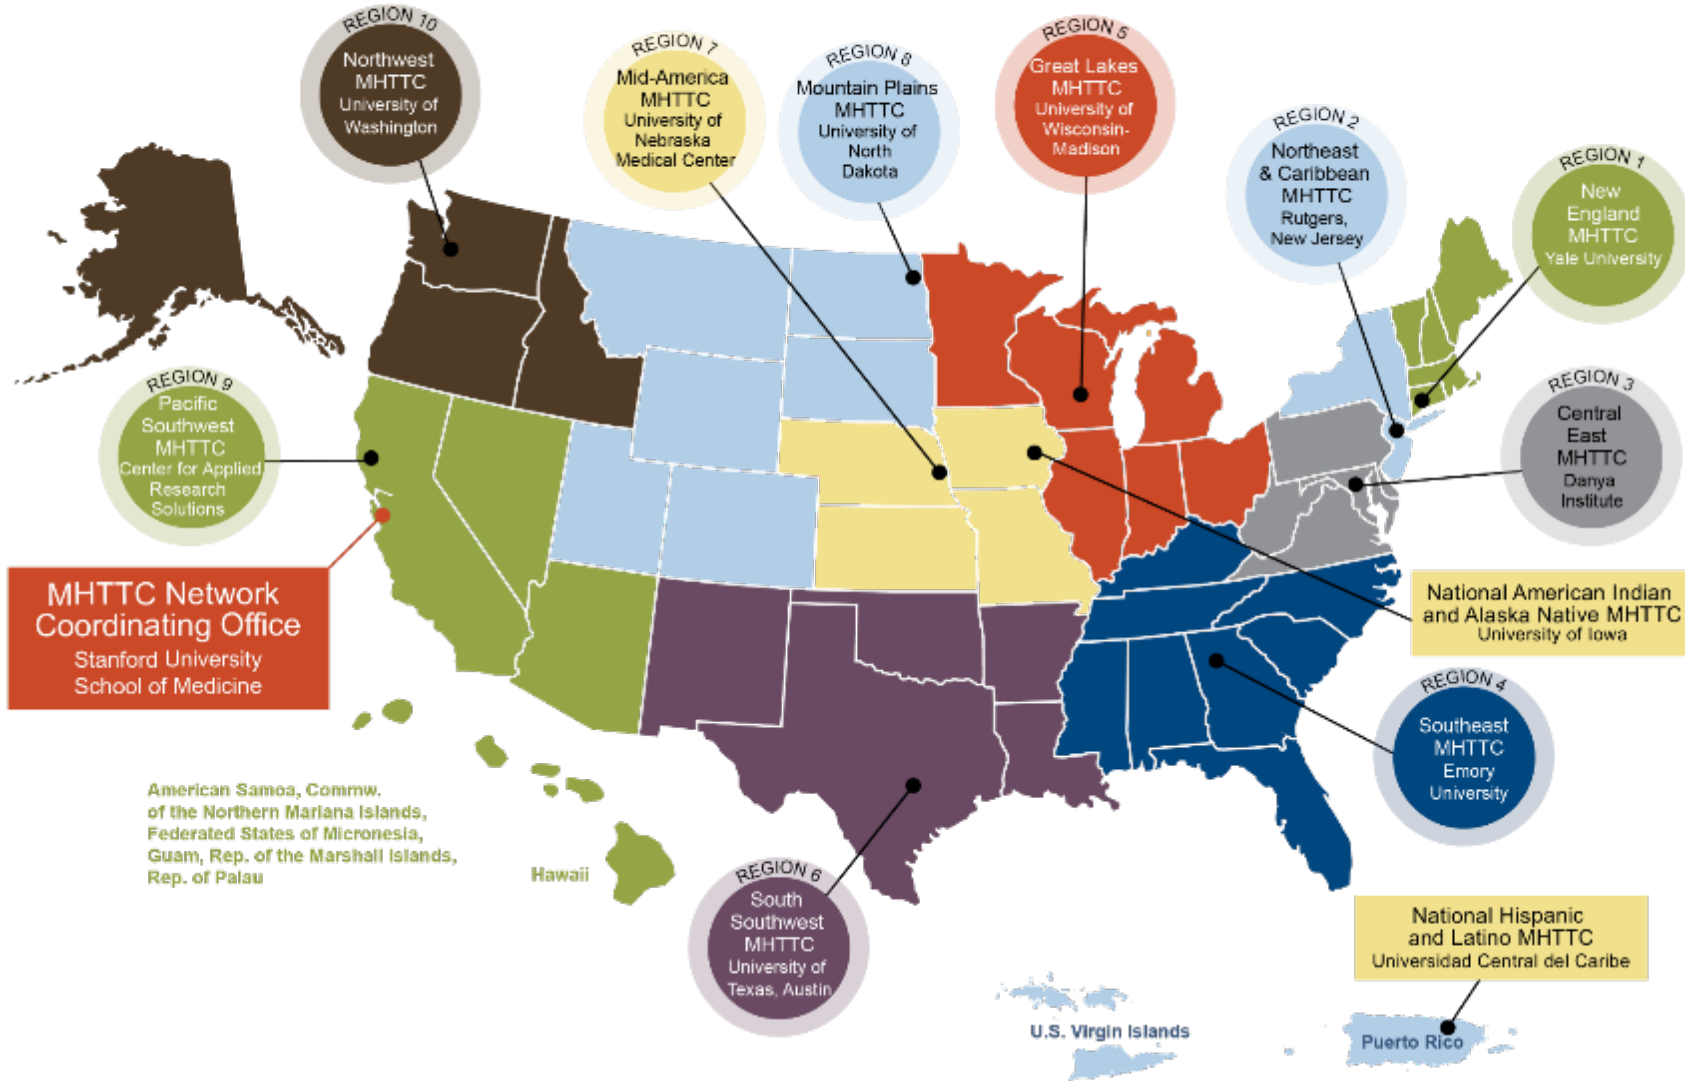 REGION 10
Northwest
MHTTC
University of
Washington
REGION 7
Mid-America
MHTTC
University of
Nebraska
Medical Center
REGION 8
Mountain Plains
MHTTC
University of
North
Dakota
REGION 5
Great Lakes
MHTTC
University of
Wisconsin-
Madison
REGION 2
Northeast
& Caribbean
MHTTC
Rutgers,
New Jersey
REGION 1
New
England
MHTTC
Yale University
REGION 9
Pacific
Southwest
MHTTC
Center for Applied
Research
Solutions
REGION 3
Central
East
MHTTC
Danya
Institute
MHTTC Network
Coordinating Office
Stanford University
School of Medicine
National American Indian
and Alaska Native MHTTC
University of Iowa
REGION 4
Southeast
MHTTC
Emory
University
American Samoa, Commw.
of the Northern Mariana Islands,
Federated States of Micronesia,
Guam, Rep. of the Marshall Islands,
Rep. of Palau
Hawaii
REGION 6
South
Southwest
MHTTC
University of
Texas, Austin
National Hispanic
and Latino MHTTC
Universidad Central del Caribe
U.S. Virgin Islands
Puerto Rico